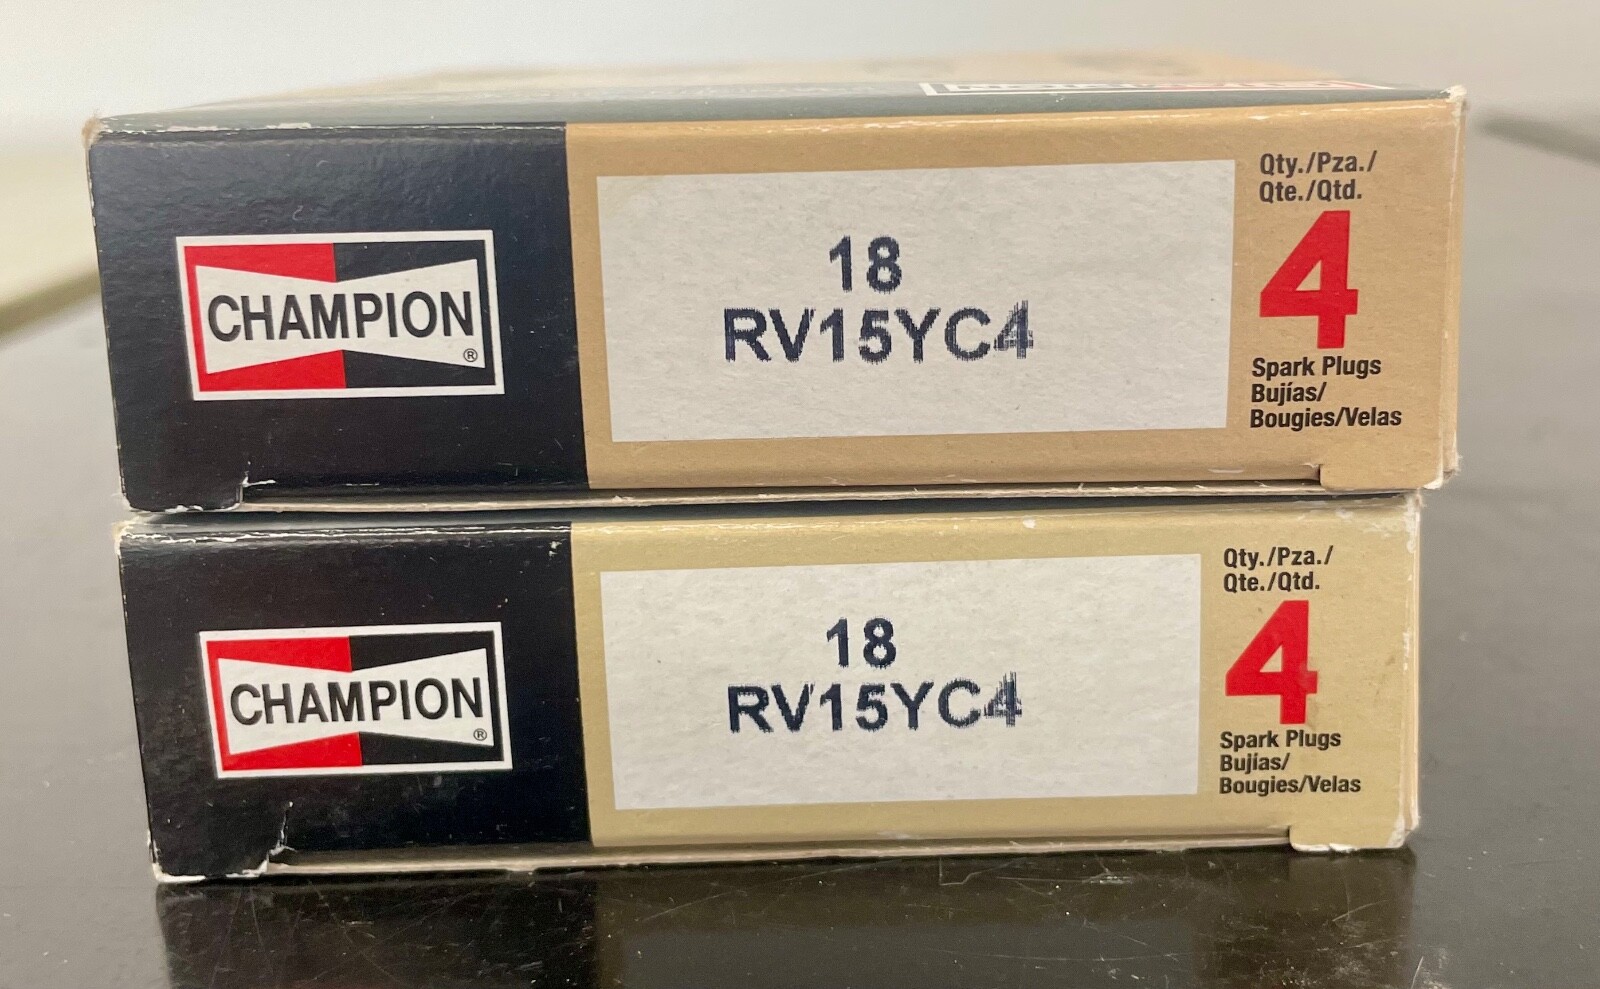 CHAMPION
®
18
RV15YC4
Qty./Pza./
Qte./Qtd.
4
Spark Plugs
Bujías/
Bougies/Velas
CHAMPION
®
18
RV15YC4
Qty./Pza./
Qte./Qtd.
4
Spark Plugs
Bujías/
Bougies/Velas